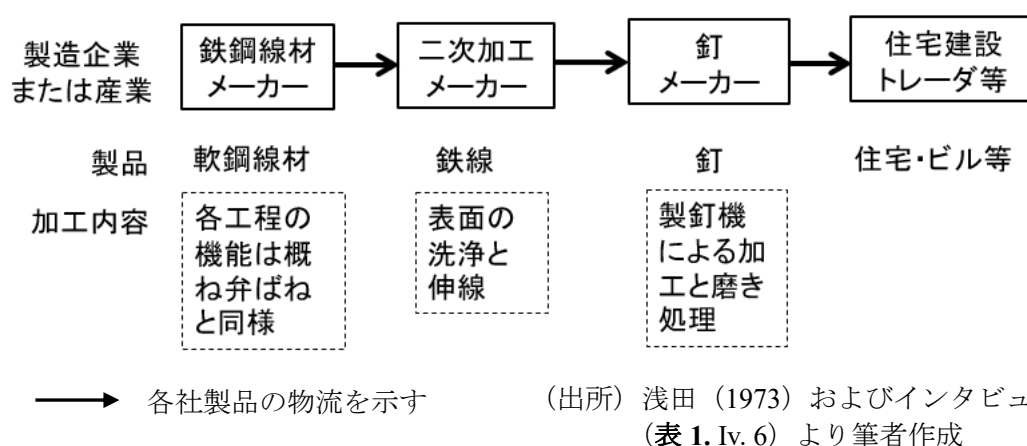 製造企業
または産業
鉄鋼線材
メーカー
二次加工
メーカー
釘
メーカー
住宅建設
トレーダ等
製品
軟鋼線材
鉄線
釘
住宅・ビル等
加工内容
各工程の
機能は概
ね弁ばね
と同様
表面の
洗浄と
伸線
製釘機
による加
工と磨き
処理
各社製品の物流を示す
(出所)浅田(1973)およびインタビュ
(表 1. Iv. 6)より筆者作成